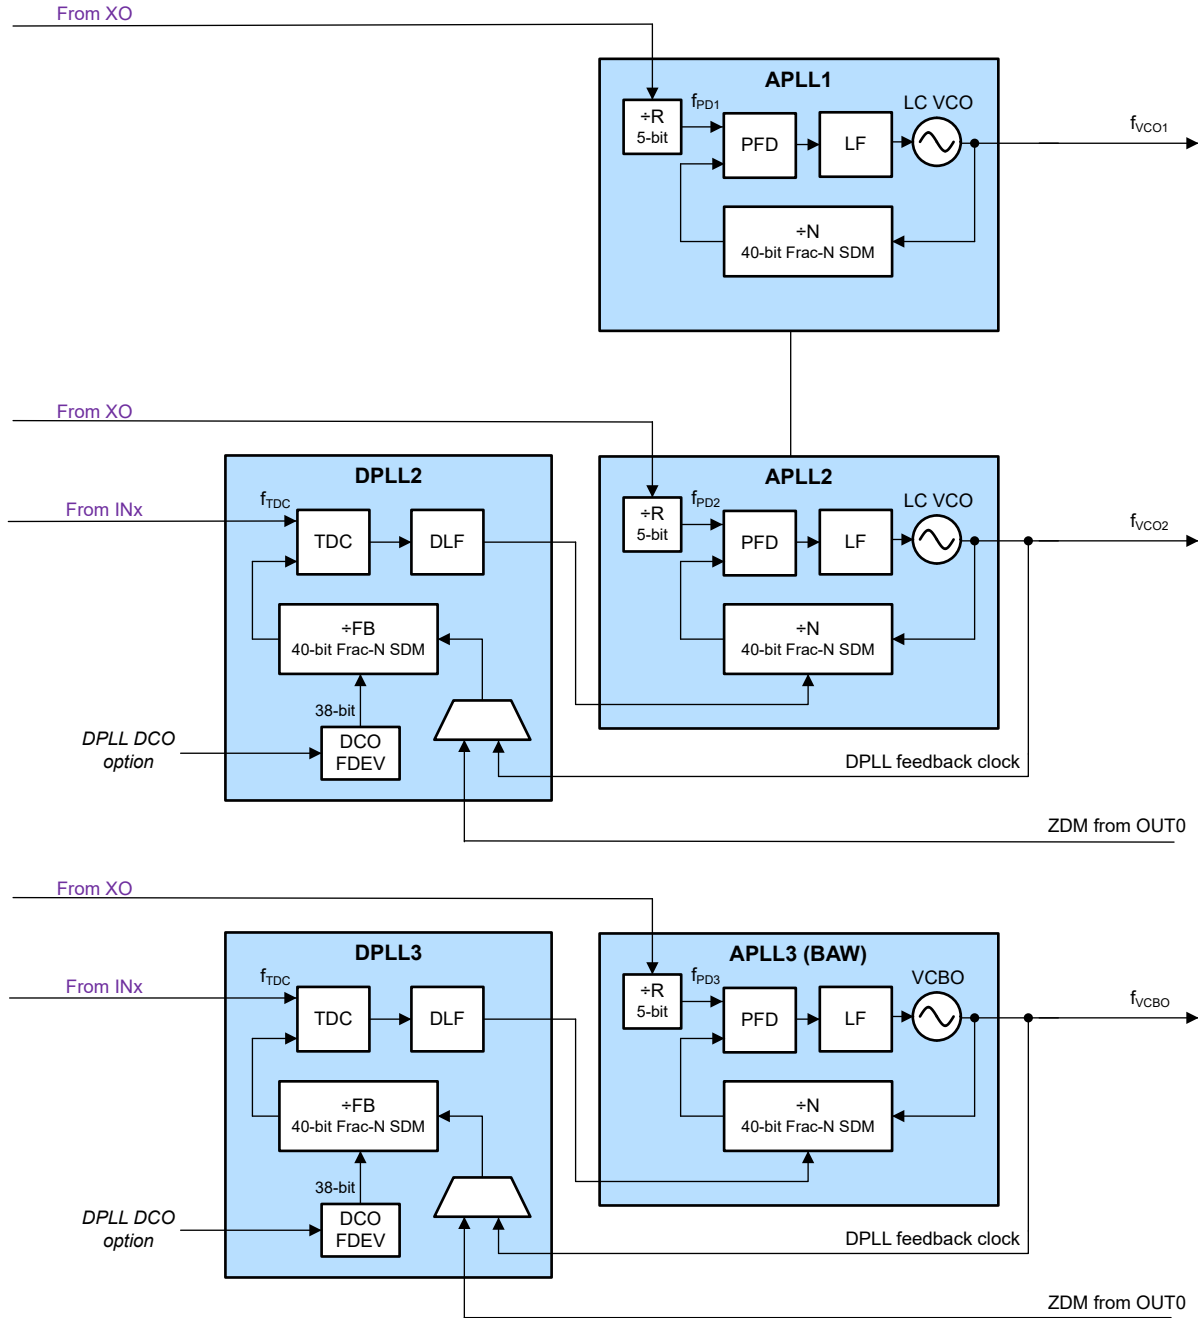 From XO
APLL1
÷R
5-bit
fPD1
PFD
LF
LC VCO
fVCO1
÷N
40-bit Frac-N SDM
From XO
DPLL2
APLL2
From INx
fTDC
TDC
DLF
÷R
5-bit
fPD2
PFD
LF
LC VCO
fVCO2
÷FB
40-bit Frac-N SDM
÷N
40-bit Frac-N SDM
38-bit
DPLL DCO
option
DCO
FDEV
DPLL feedback clock
ZDM from OUT0
From XO
DPLL3
APLL3 (BAW)
From INx
fTDC
TDC
DLF
÷R
5-bit
fPD3
PFD
LF
VCBO
fVCBO
÷FB
40-bit Frac-N SDM
÷N
40-bit Frac-N SDM
38-bit
DPLL DCO
option
DCO
FDEV
DPLL feedback clock
ZDM from OUT0